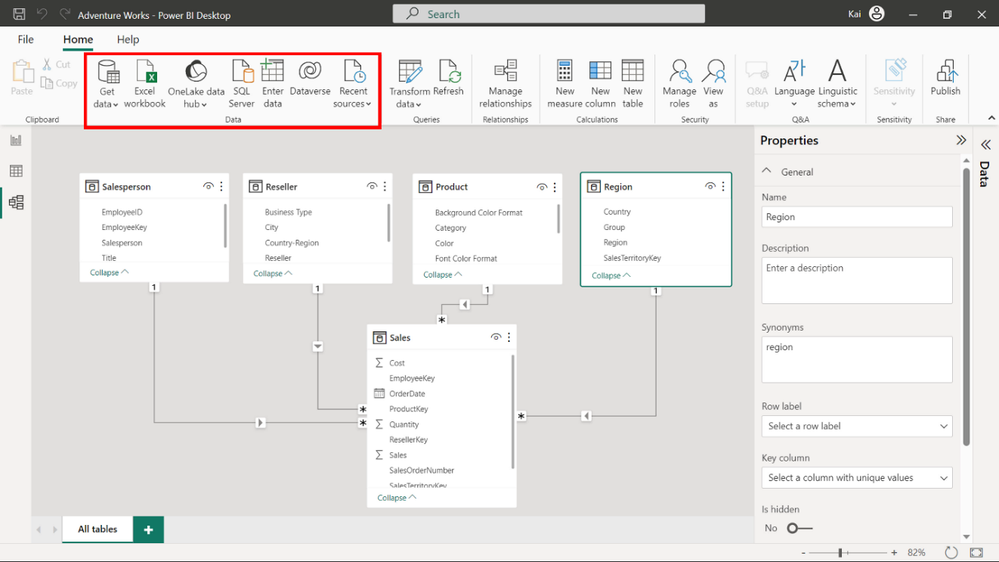 Adventure Works - Power BI Desktop
Search
Kai
File
Home
Help
Paste
Cut
Copy
Clipboard
Get data
Excel workbook
OneLake data hub
SQL Server
Enter data
Dataverse
Recent sources
Data
Transform data
Refresh
Queries
Manage relationships
Relationships
New measure
New column
New table
Calculations
Manage roles
View as
Security
Q&A setup
Language
Linguistic schema
Q&A
Sensitivity
Sensitivity
Publish
Share
Salesperson
EmployeeID
EmployeeKey
Salesperson
Title
Collapse
1
Reseller
Business Type
City
Country-Region
Reseller
Collapse
1
Product
Background Color Format
Category
Color
Font Color Format
Collapse
1
*
Region
Country
Group
Region
SalesTerritoryKey
Collapse
1
Sales
Σ Cost
EmployeeKey
OrderDate
ProductKey
Σ Quantity
ResellerKey
Σ Sales
SalesOrderNumber
SalesTerritoryKey
Collapse
*
*
*
Properties
General
Name
Region
Description
Enter a description
Synonyms
region
Row label
Select a row label
Key column
Select a column with unique values
Is hidden
No
Data
All tables
+
- + 82%